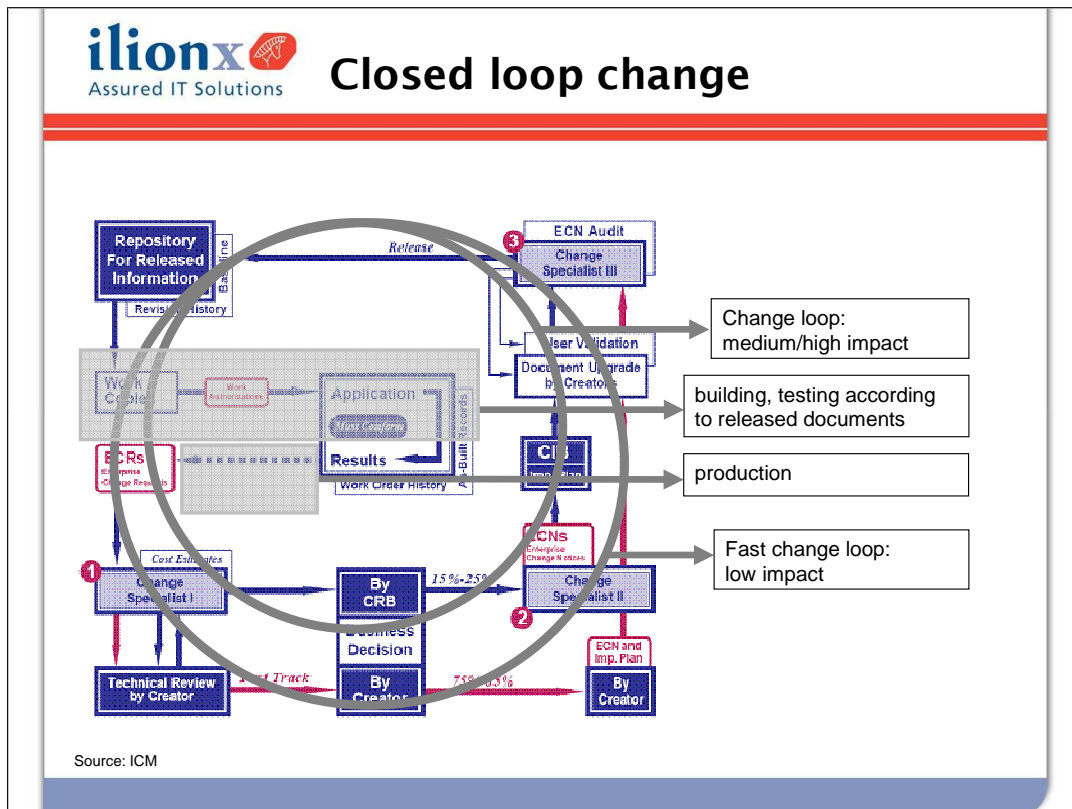 ilionx
Assured IT Solutions
Closed loop change
Repository
For Released
Information
Baseline
Revision History
Release
3
ECN Audit
Change
Specialist III
User Validation
Document Upgrade
by Creators
Change loop:
medium/high impact
Work
Copies
Work
Authorizations
Application
Must Conform
Results
As-Built Records
Work Order History
building, testing according
to released documents
ECRs
Enterprise
Change Requests
CIB
production
ECNs
Enterprise
Change Notices
Fast change loop:
low impact
Cost Estimates
1
Change
Specialist I
By
CRB
15%-25%
Change
Specialist II
2
Business
Decision
ECN and
Imp. Plan
Technical Review
by Creator
Fast Track
By
Creator
75%-85%
By
Creator
Source: ICM